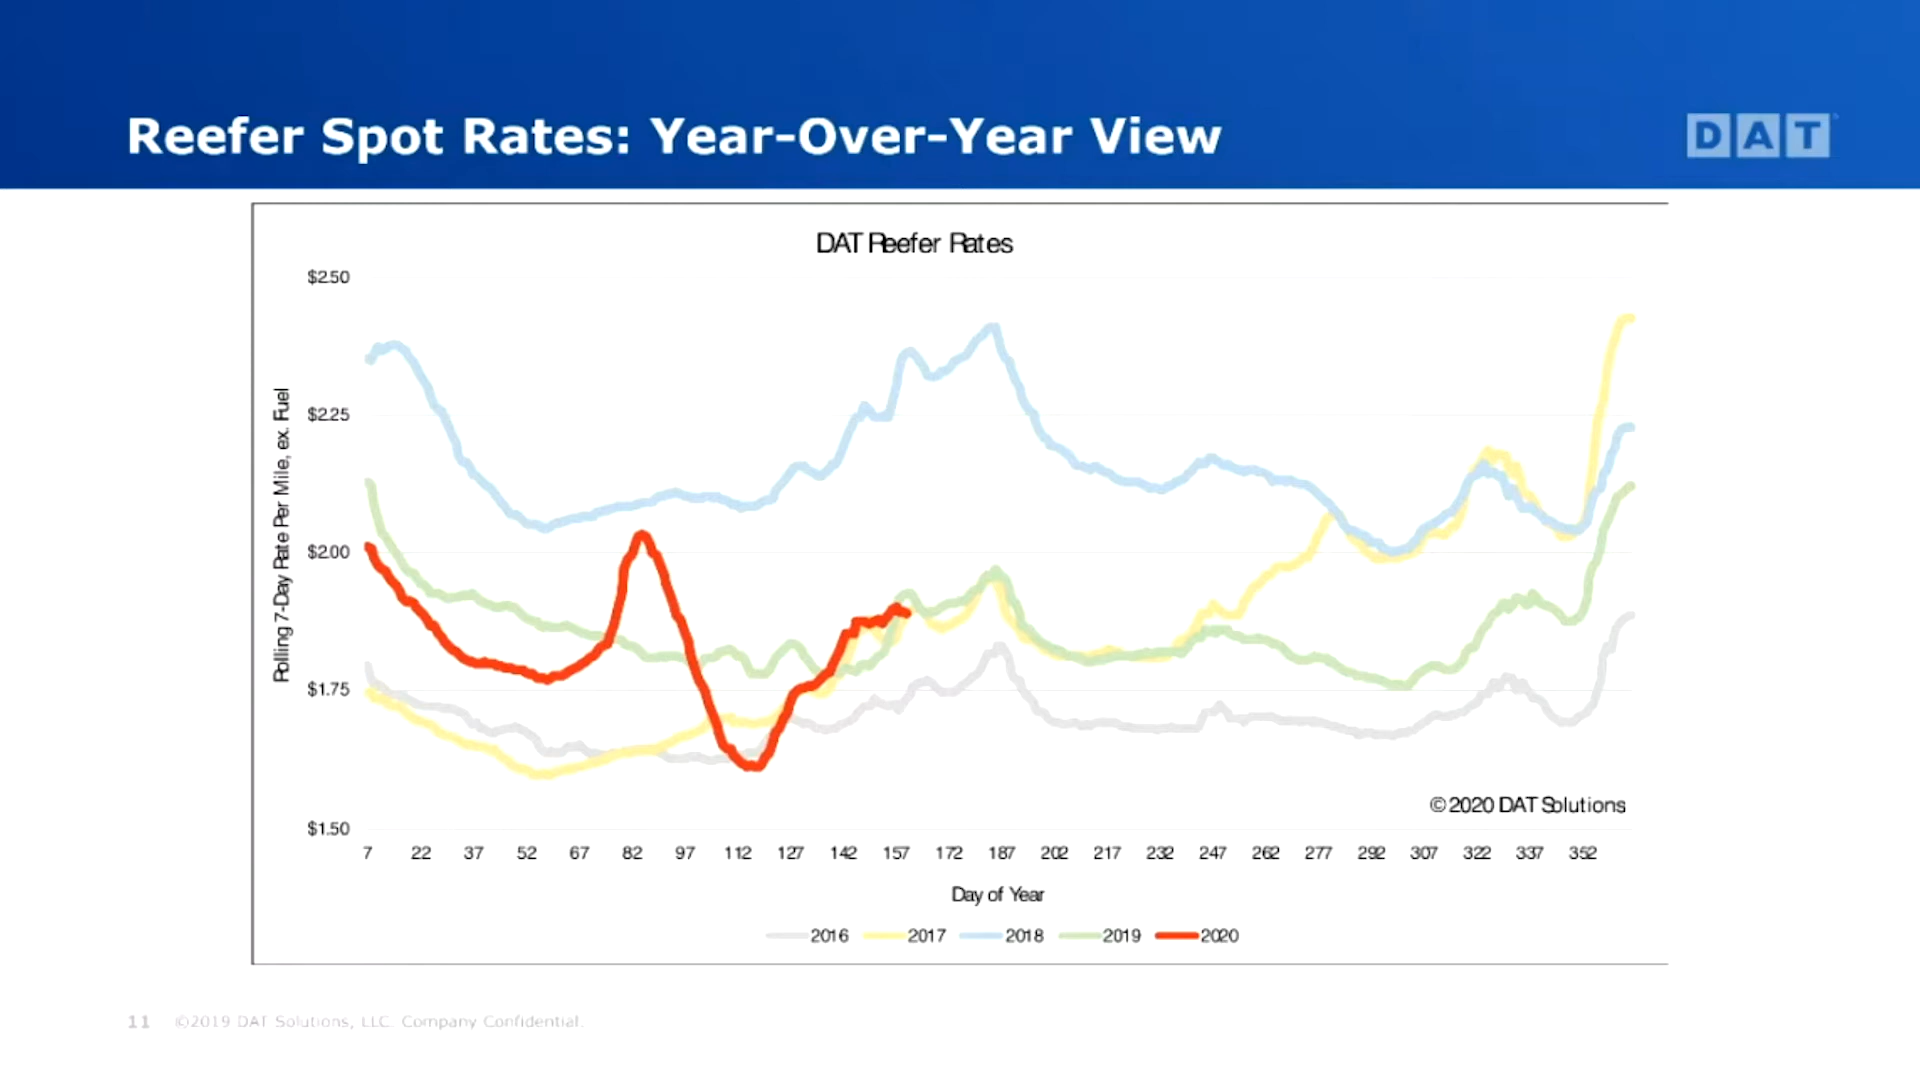 Reefer Spot Rates: Year-Over-Year View
DAT
DAT Reefer Rates
$2.50
$2.25
$2.00
$1.75
$1.50
Rolling 7-Day Rate Per Mile, ex. Fuel
©2020 DAT Solutions
7 22 37 52 67 82 97 112 127 142 157 172 187 202 217 232 247 262 277 292 307 322 337 352
Day of Year
2016 2017 2018 2019 2020
11 ©2019 DAT Solutions, LLC. Company Confidential.